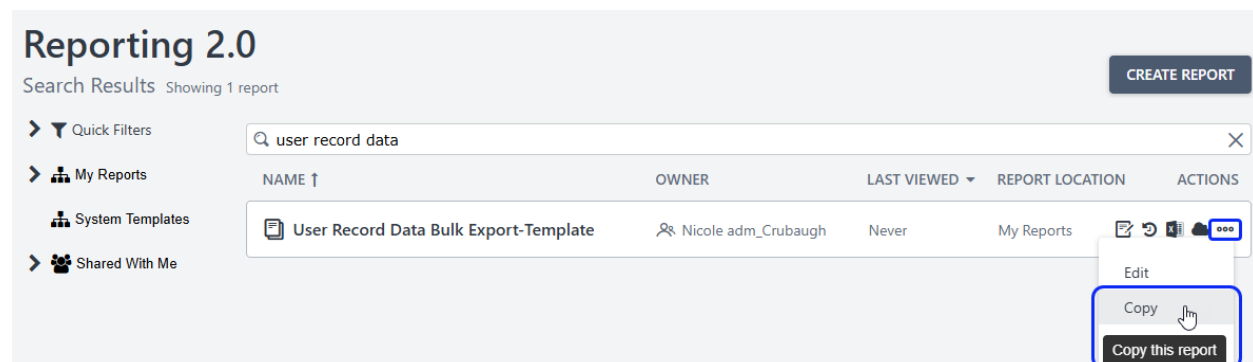 Reporting 2.0
Search Results Showing 1 report
CREATE REPORT
Quick Filters
My Reports
System Templates
Shared With Me
user record data
NAME ↑ OWNER LAST VIEWED REPORT LOCATION ACTIONS
User Record Data Bulk Export-Template Nicole adm_Crubaugh Never My Reports
Edit
Copy
Copy this report